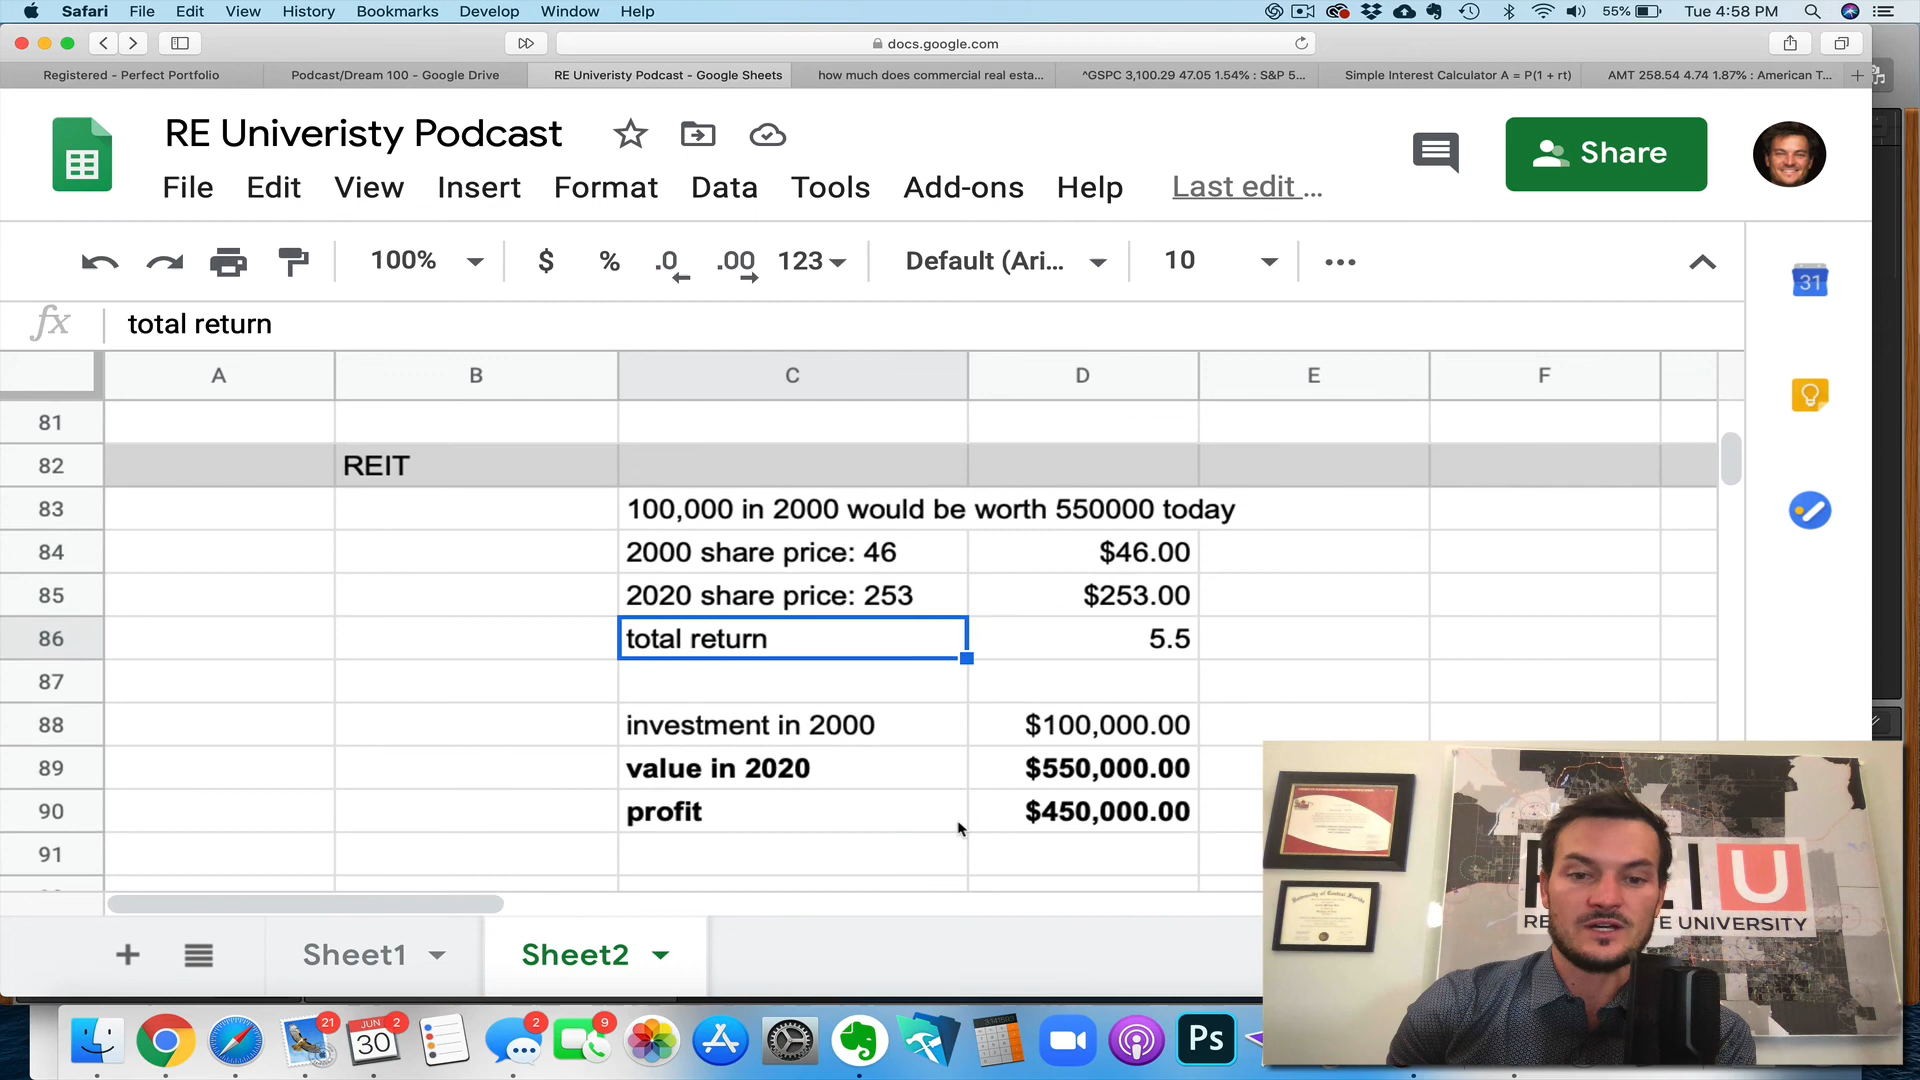 Safari File Edit View History Bookmarks Develop Window Help 55% Tue 4:58 PM
docs.google.com
Registered - Perfect Portfolio Podcast/Dream 100 - Google Drive RE Univeristy Podcast - Google Sheets how much does commercial real esta... ^GSPC 3,100.29 47.05 1.54% : S&P 5... Simple Interest Calculator A = P(1 + rt) AMT 258.54 4.74 1.87% : American T...
RE Univeristy Podcast
Share
File Edit View Insert Format Data Tools Add-ons Help Last edit ...
100% $ % .0 .00 123 Default (Ari... 10 ...
31
fx total return
A B C D E F
81
82 REIT
83 100,000 in 2000 would be worth 550000 today
84 2000 share price: 46 $46.00
85 2020 share price: 253 $253.00
86 total return 5.5
87
88 investment in 2000 $100,000.00
89 value in 2020 $550,000.00
90 profit $450,000.00
91
U
UNIVERSITY
Sheet1 Sheet2
21 JUN 2 30 2 9 Ps